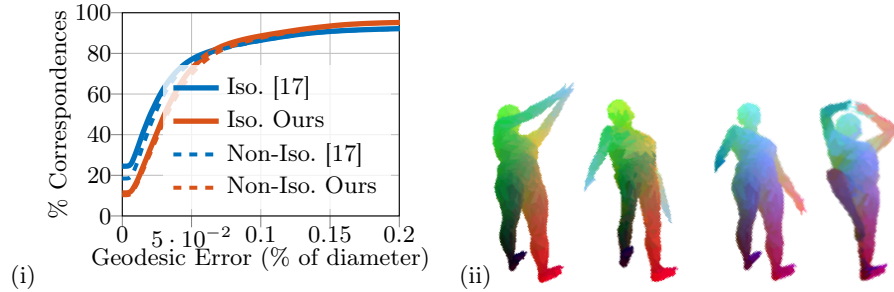 100
80
60
40
20
0
% Correspondences
Iso. [17]
Iso. Ours
Non-Iso. [17]
Non-Iso. Ours
0 5 · 10⁻² 0.1 0.15 0.2
Geodesic Error (% of diameter)
(i)
(ii)